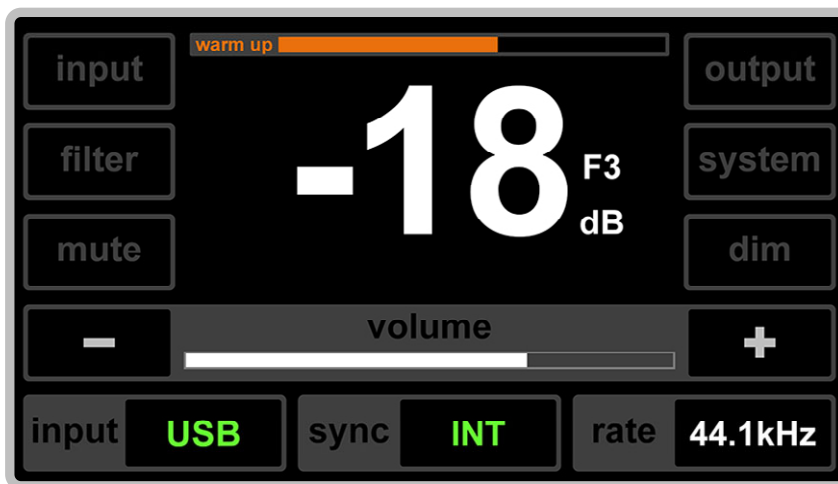 warm up
input
output
-18
filter
F3
system
dB
mute
dim
− volume +
input USB sync INT rate 44.1kHz